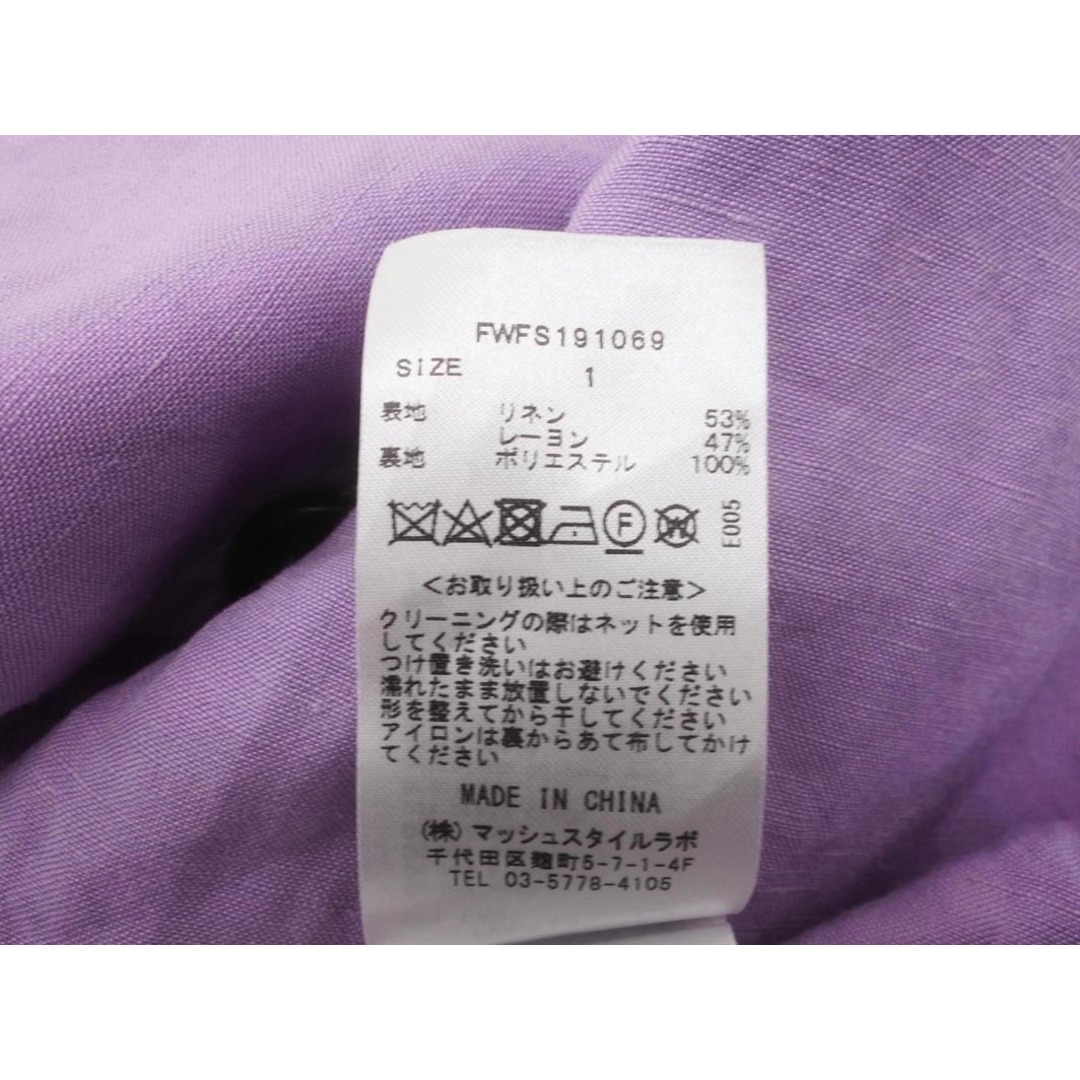 FWFS191069
SIZE 1
表地 リネン 53%
レーヨン 47%
裏地 ポリエステル 100%
F W E005
<お取り扱い上のご注意>
クリーニングの際はネットを使用
してください
つけ置き洗いはお避けください
濡れたまま放置しないでください
形を整えてから干してください
アイロンは裏からあて布してかけ
てください
MADE IN CHINA
(株)マッシュスタイルラボ
千代田区麹町5-7-1-4F
TEL 03-5778-4105